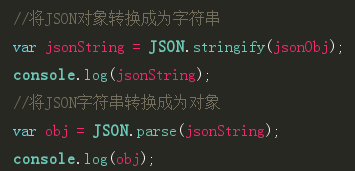 //将JSON对象转换成为字符串
var jsonString = JSON.stringify(jsonObj);
console.log(jsonString);
//将JSON字符串转换成为对象
var obj = JSON.parse(jsonString);
console.log(obj);